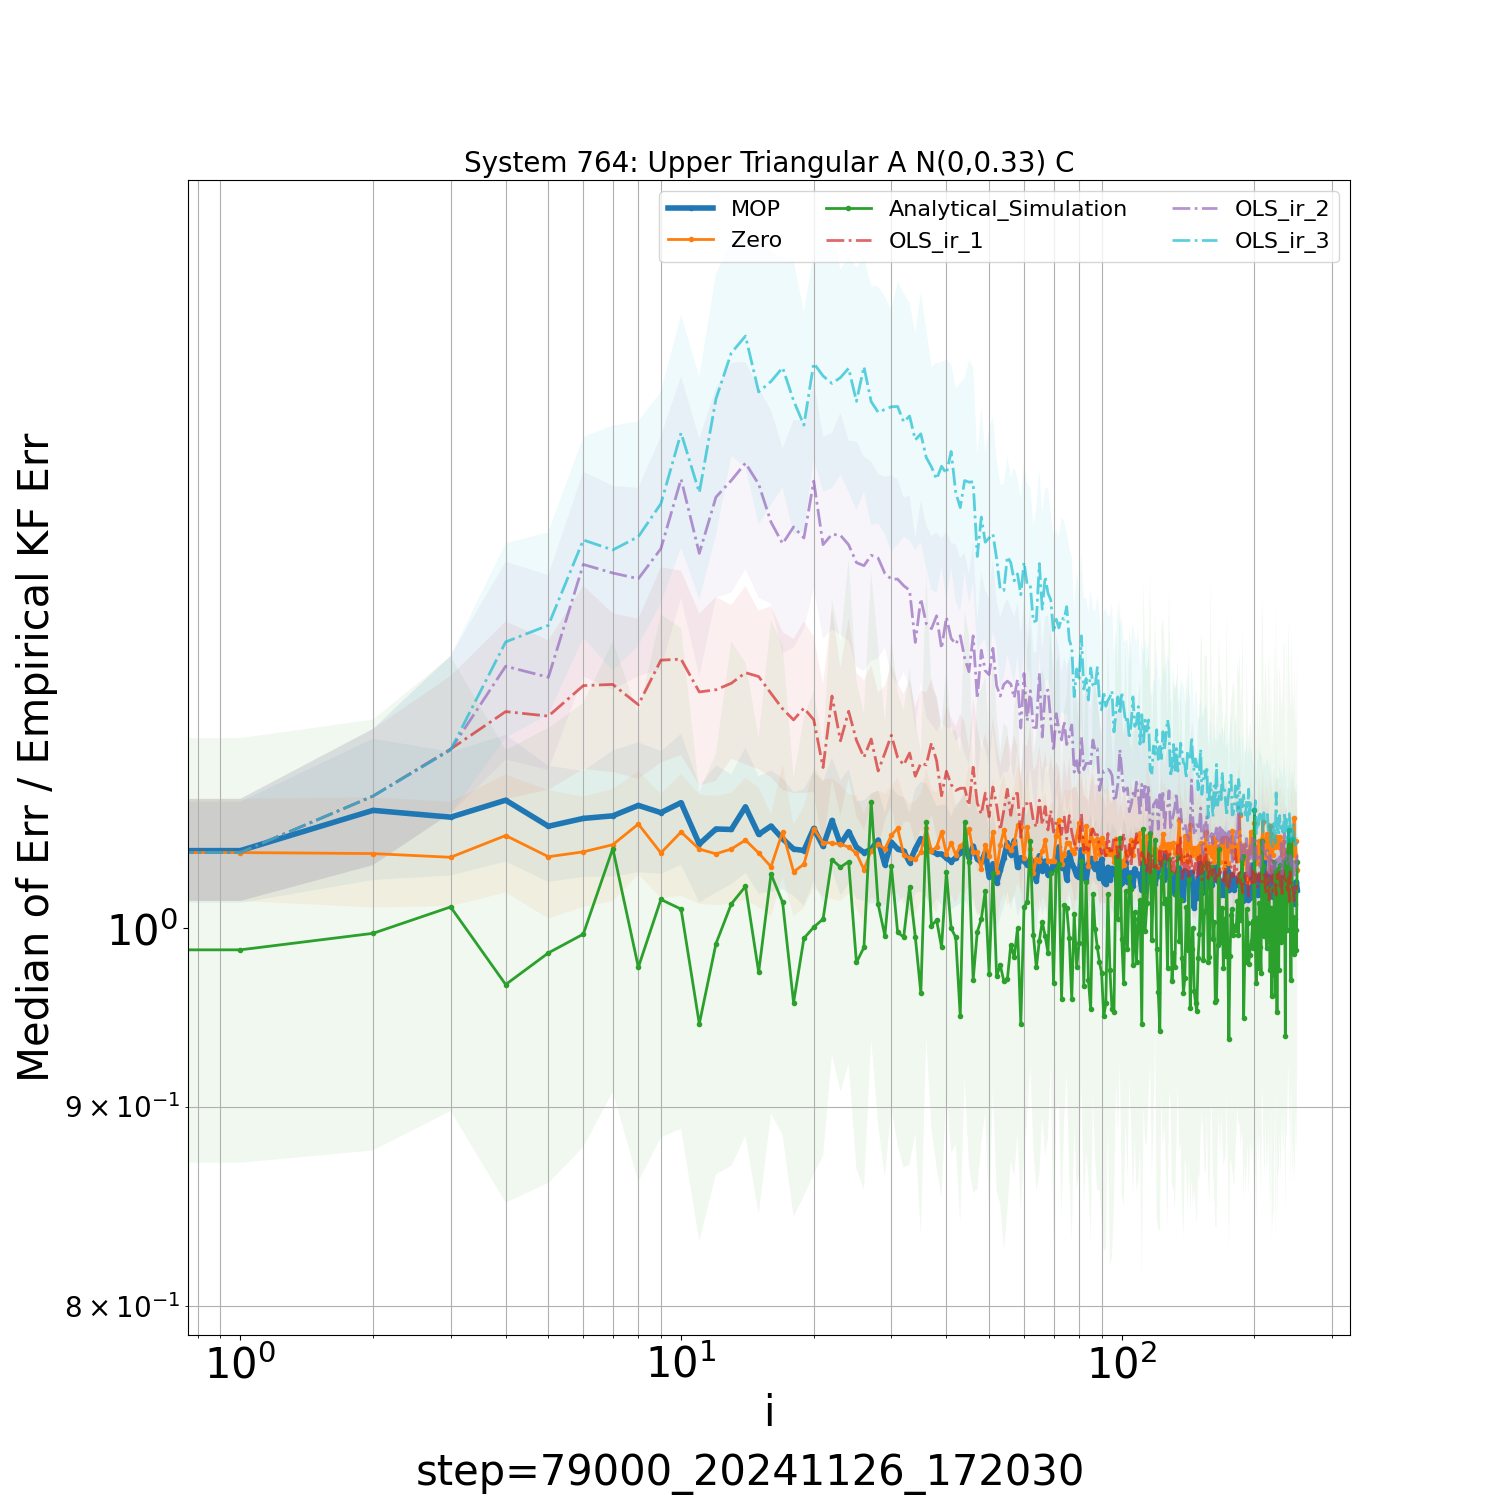 System 764: Upper Triangular A N(0,0.33) C
MOP
Zero
Analytical_Simulation
OLS_ir_1
OLS_ir_2
OLS_ir_3
Median of Err / Empirical KF Err
10⁰
9 × 10⁻¹
8 × 10⁻¹
10⁰ 10¹ 10²
i
step=79000_20241126_172030